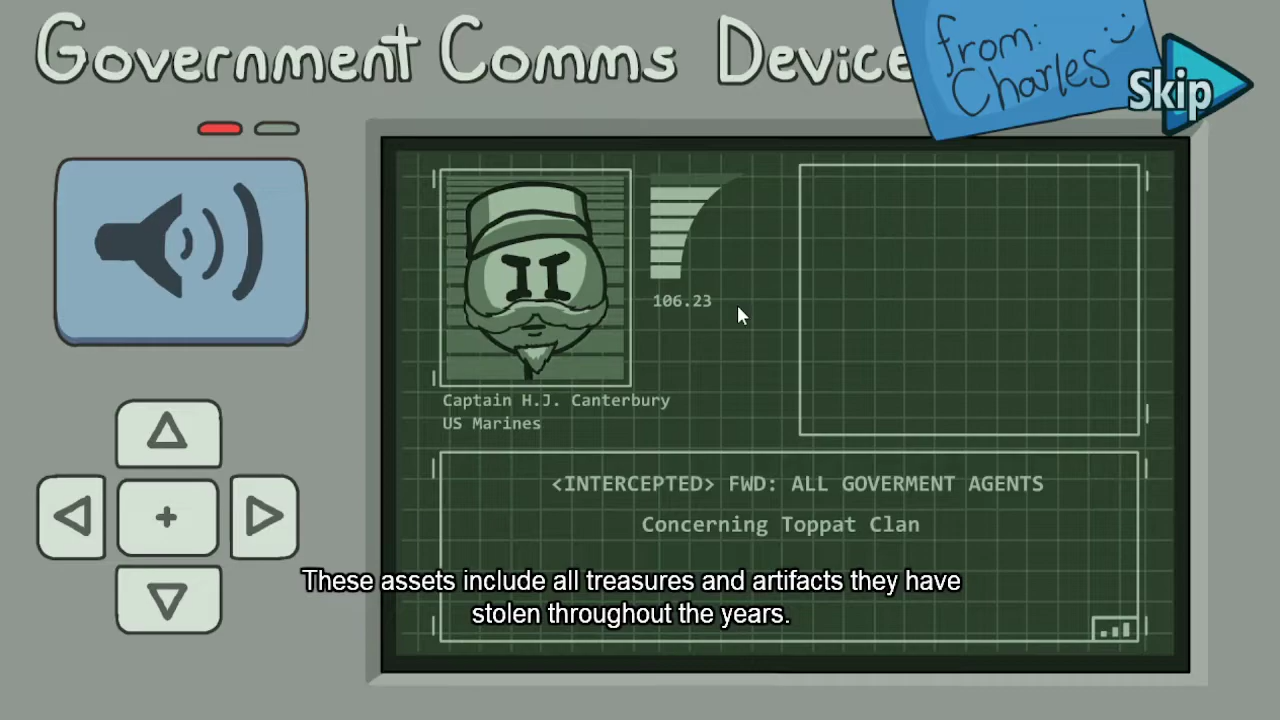 Government Comms Device
from:
Charles :)
Skip
106.23
Captain H.J. Canterbury
US Marines
<INTERCEPTED> FWD: ALL GOVERMENT AGENTS
Concerning Toppat Clan
These assets include all treasures and artifacts they have
stolen throughout the years.